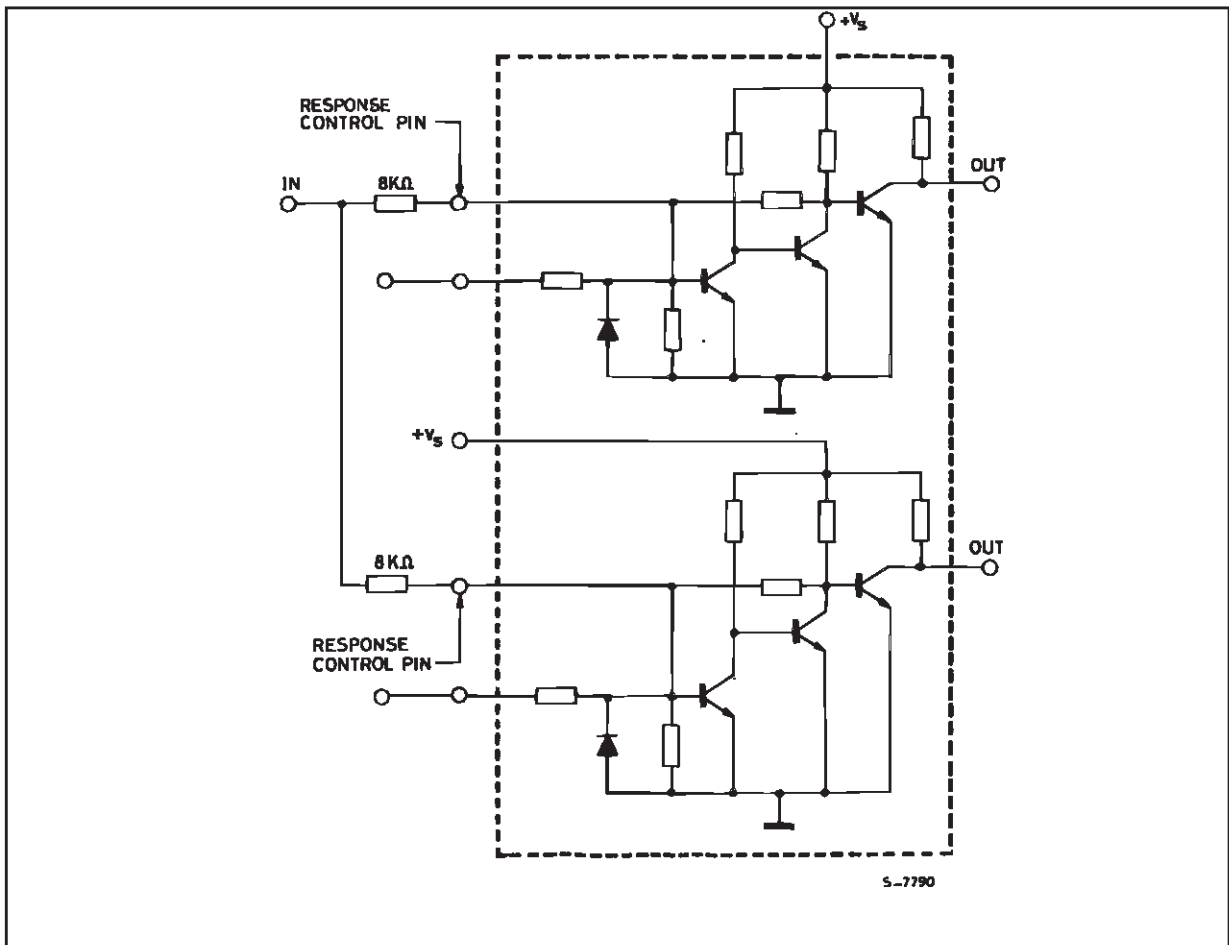 +Vs
RESPONSE
CONTROL PIN
IN
8KΩ
OUT
+Vs
8KΩ
OUT
RESPONSE
CONTROL PIN
S-7790